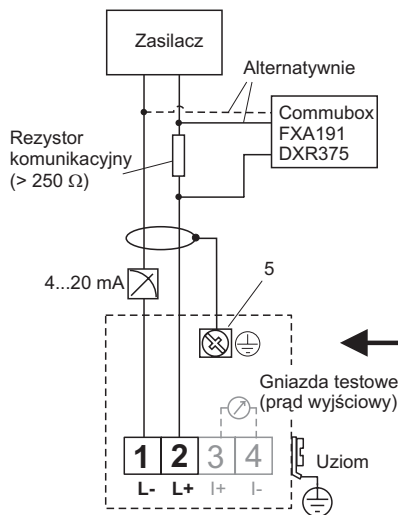 Zasilacz
Alternatywnie
Commubox
FXA191
DXR375
Rezystor
komunikacyjny
(> 250 Ω)
4...20 mA
5
Gniazda testowe
(prąd wyjściowy)
1 2 3 4
L- L+ I+ I-
Uziom